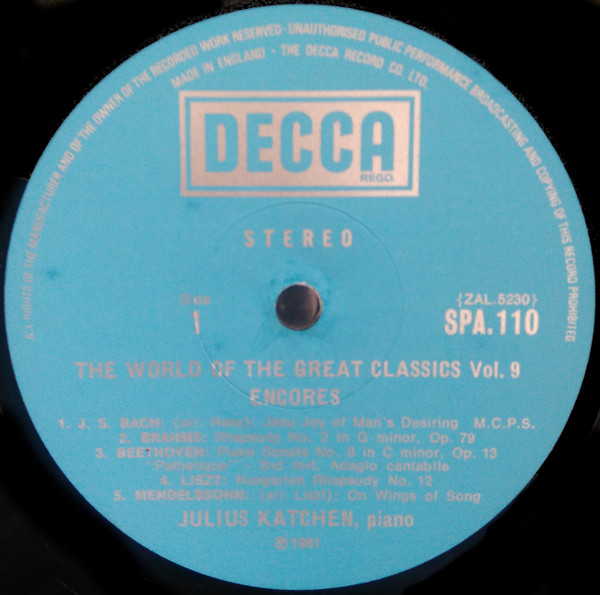 ALL RIGHTS OF THE MANUFACTURER AND OF THE OWNER OF THE RECORDED WORK RESERVED · UNAUTHORISED PUBLIC PERFORMANCE BROADCASTING AND COPYING OF THIS RECORD PROHIBITED
MADE IN ENGLAND · THE DECCA RECORD CO. LTD.
DECCA
REGD.
STEREO
Side
1
{ZAL.5230}
SPA.110
THE WORLD OF THE GREAT CLASSICS Vol. 9
ENCORES
1. J. S. BACH: (arr. Hess): Jesu Joy of Man's Desiring M.C.P.S.
2. BRAHMS: Rhapsody No. 2 in G minor, Op. 79
3. BEETHOVEN: Piano Sonata No. 8 in C minor, Op. 13
"Pathetique" - 2nd mvt. Adagio cantabile
4. LISZT: Hungarian Rhapsody No. 12
5. MENDELSSOHN: (arr. Liszt): On Wings of Song
JULIUS KATCHEN, piano
℗1961